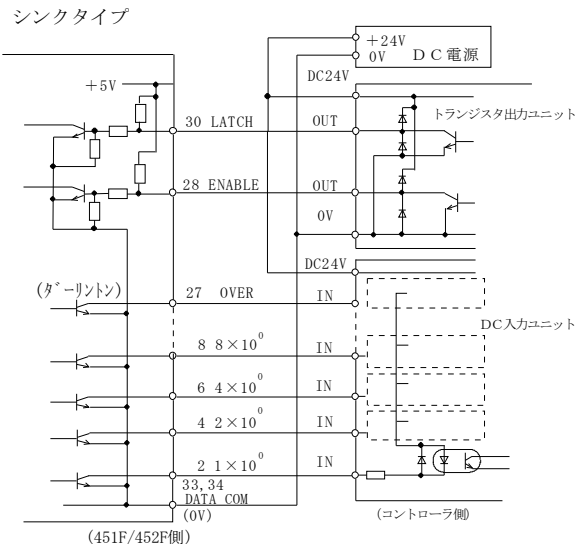 シンクタイプ
+24V
0V
DC電源
DC24V
+5V
トランジスタ出力ユニット
30 LATCH
OUT
28 ENABLE
OUT
0V
DC24V
(ダーリントン)
27 OVER
IN
DC入力ユニット
8 8×10⁰
IN
6 4×10⁰
IN
4 2×10⁰
IN
2 1×10⁰
IN
33,34
DATA COM
(0V)
(コントローラ側)
(451F/452F側)